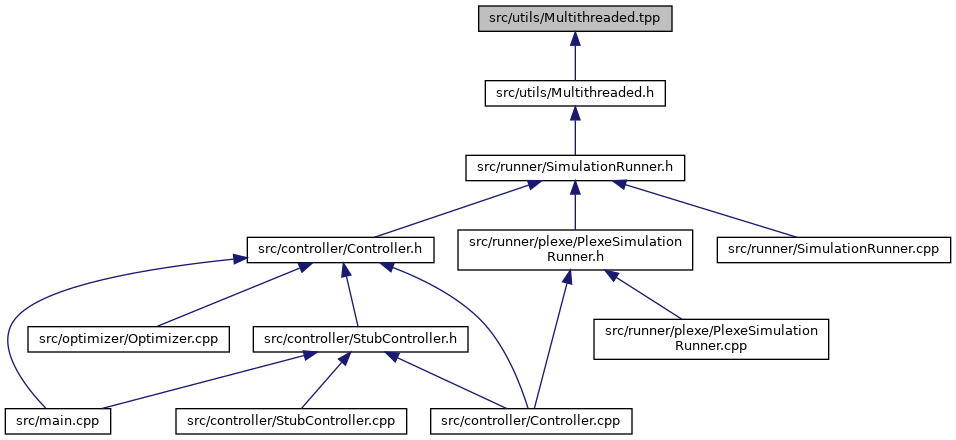 src/utils/Multithreaded.tpp
src/utils/Multithreaded.h
src/runner/SimulationRunner.h
src/controller/Controller.h
src/runner/plexe/PlexeSimulation
Runner.h
src/runner/SimulationRunner.cpp
src/optimizer/Optimizer.cpp
src/controller/StubController.h
src/runner/plexe/PlexeSimulation
Runner.cpp
src/main.cpp
src/controller/StubController.cpp
src/controller/Controller.cpp